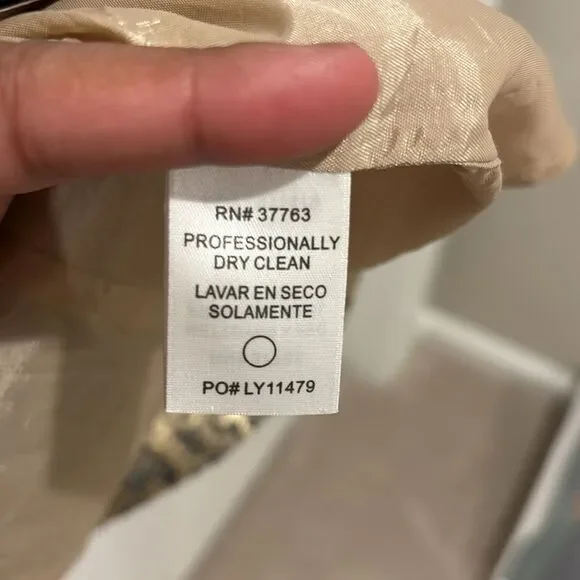 RN# 37763
PROFESSIONALLY
DRY CLEAN
LAVAR EN SECO
SOLAMENTE
PO# LY11479